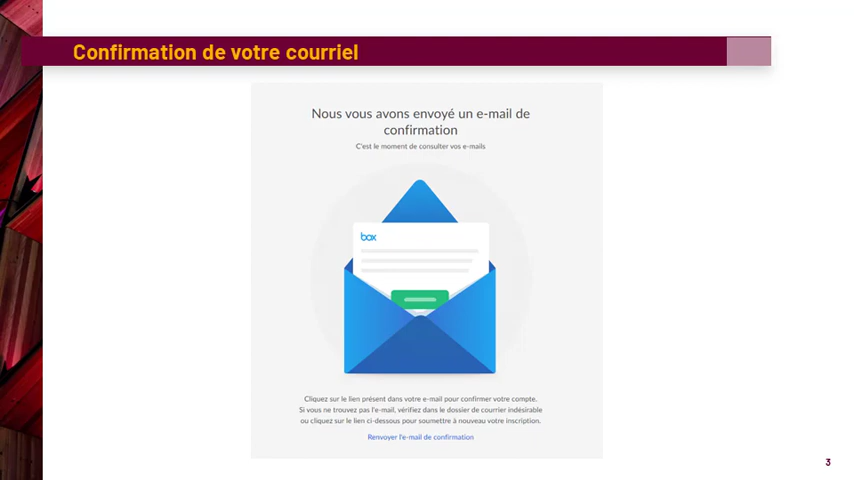 Confirmation de votre courriel
Nous vous avons envoyé un e-mail de
confirmation
C'est le moment de consulter vos e-mails
box
Cliquez sur le lien présent dans votre e-mail pour confirmer votre compte.
Si vous ne trouvez pas l'e-mail, vérifiez dans le dossier de courrier indésirable
ou cliquez sur le lien ci-dessous pour soumettre à nouveau votre inscription.
Renvoyer l'e-mail de confirmation
3